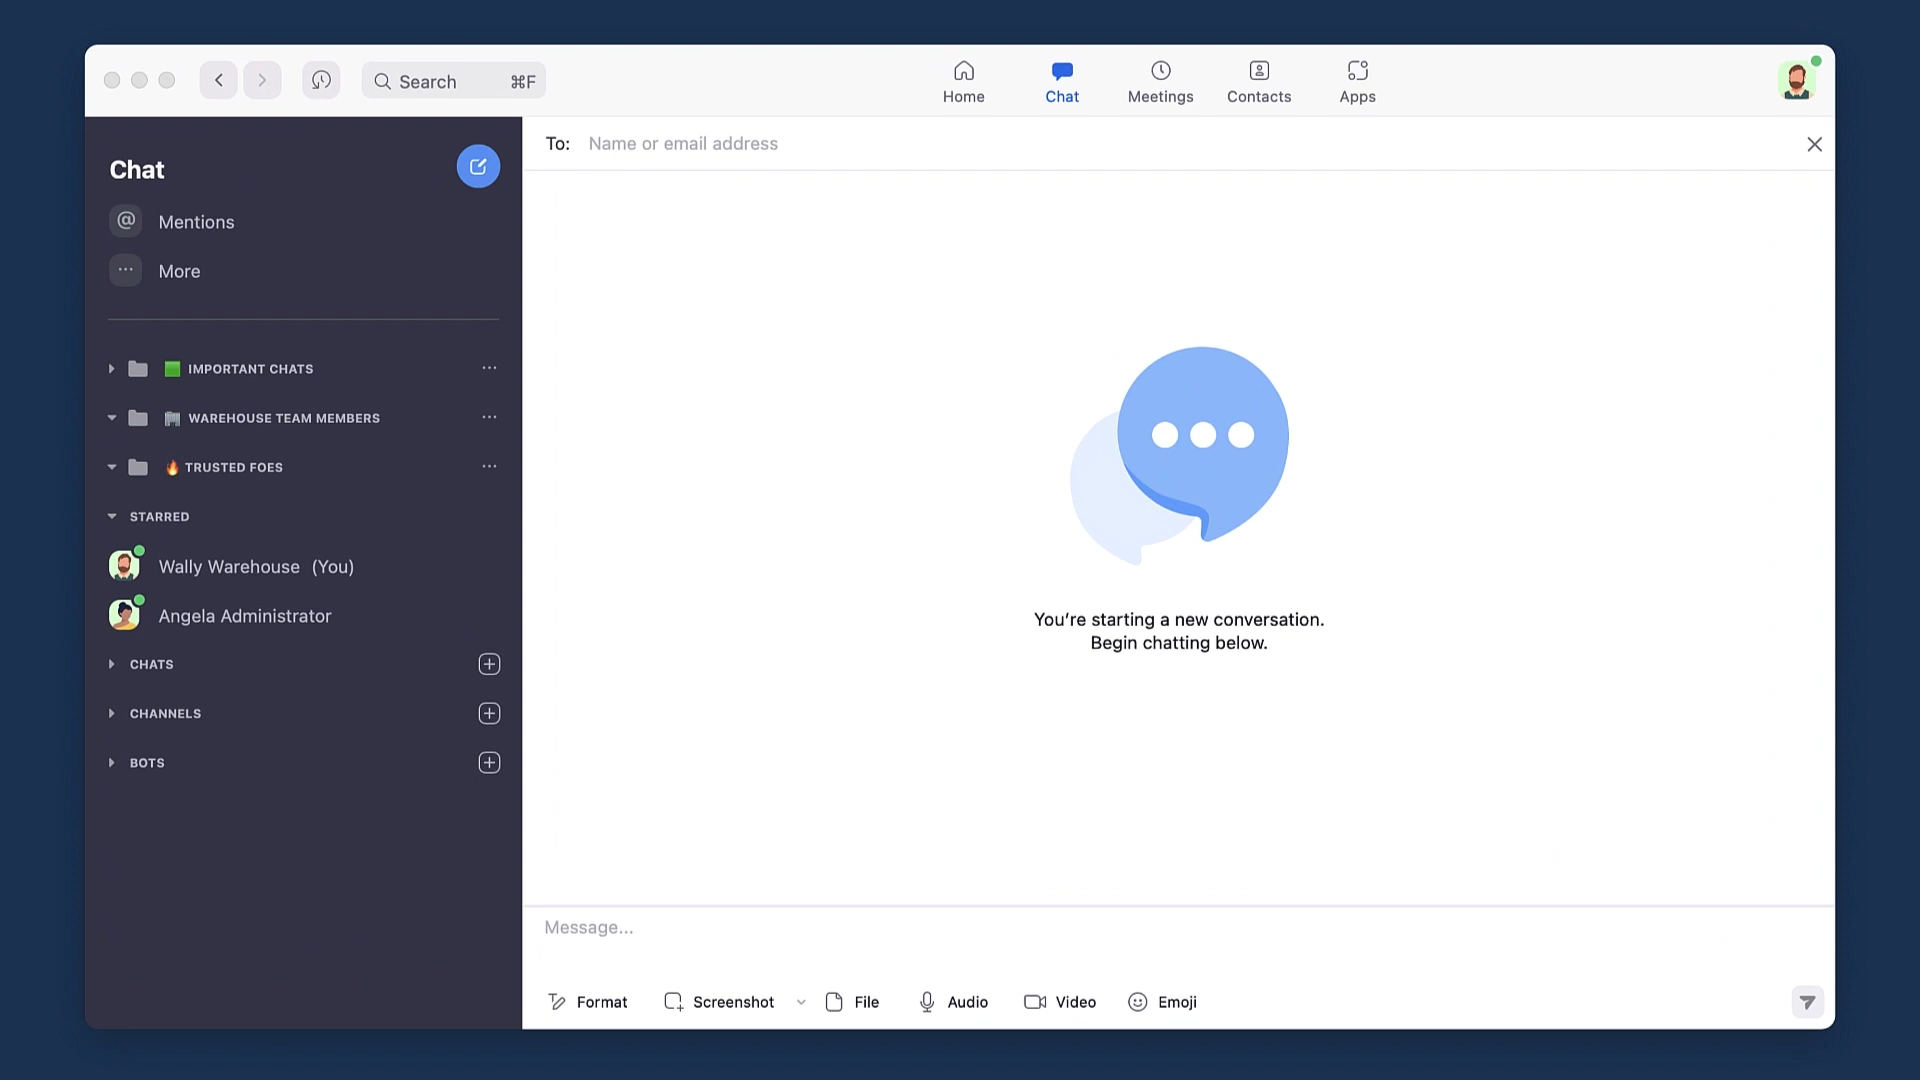 Search ⌘F
Home
Chat
Meetings
Contacts
Apps
Chat
@ Mentions
More
IMPORTANT CHATS
WAREHOUSE TEAM MEMBERS
TRUSTED FOES
STARRED
Wally Warehouse (You)
Angela Administrator
CHATS
CHANNELS
BOTS
To: Name or email address
You’re starting a new conversation.
Begin chatting below.
Message...
Format Screenshot File Audio Video Emoji